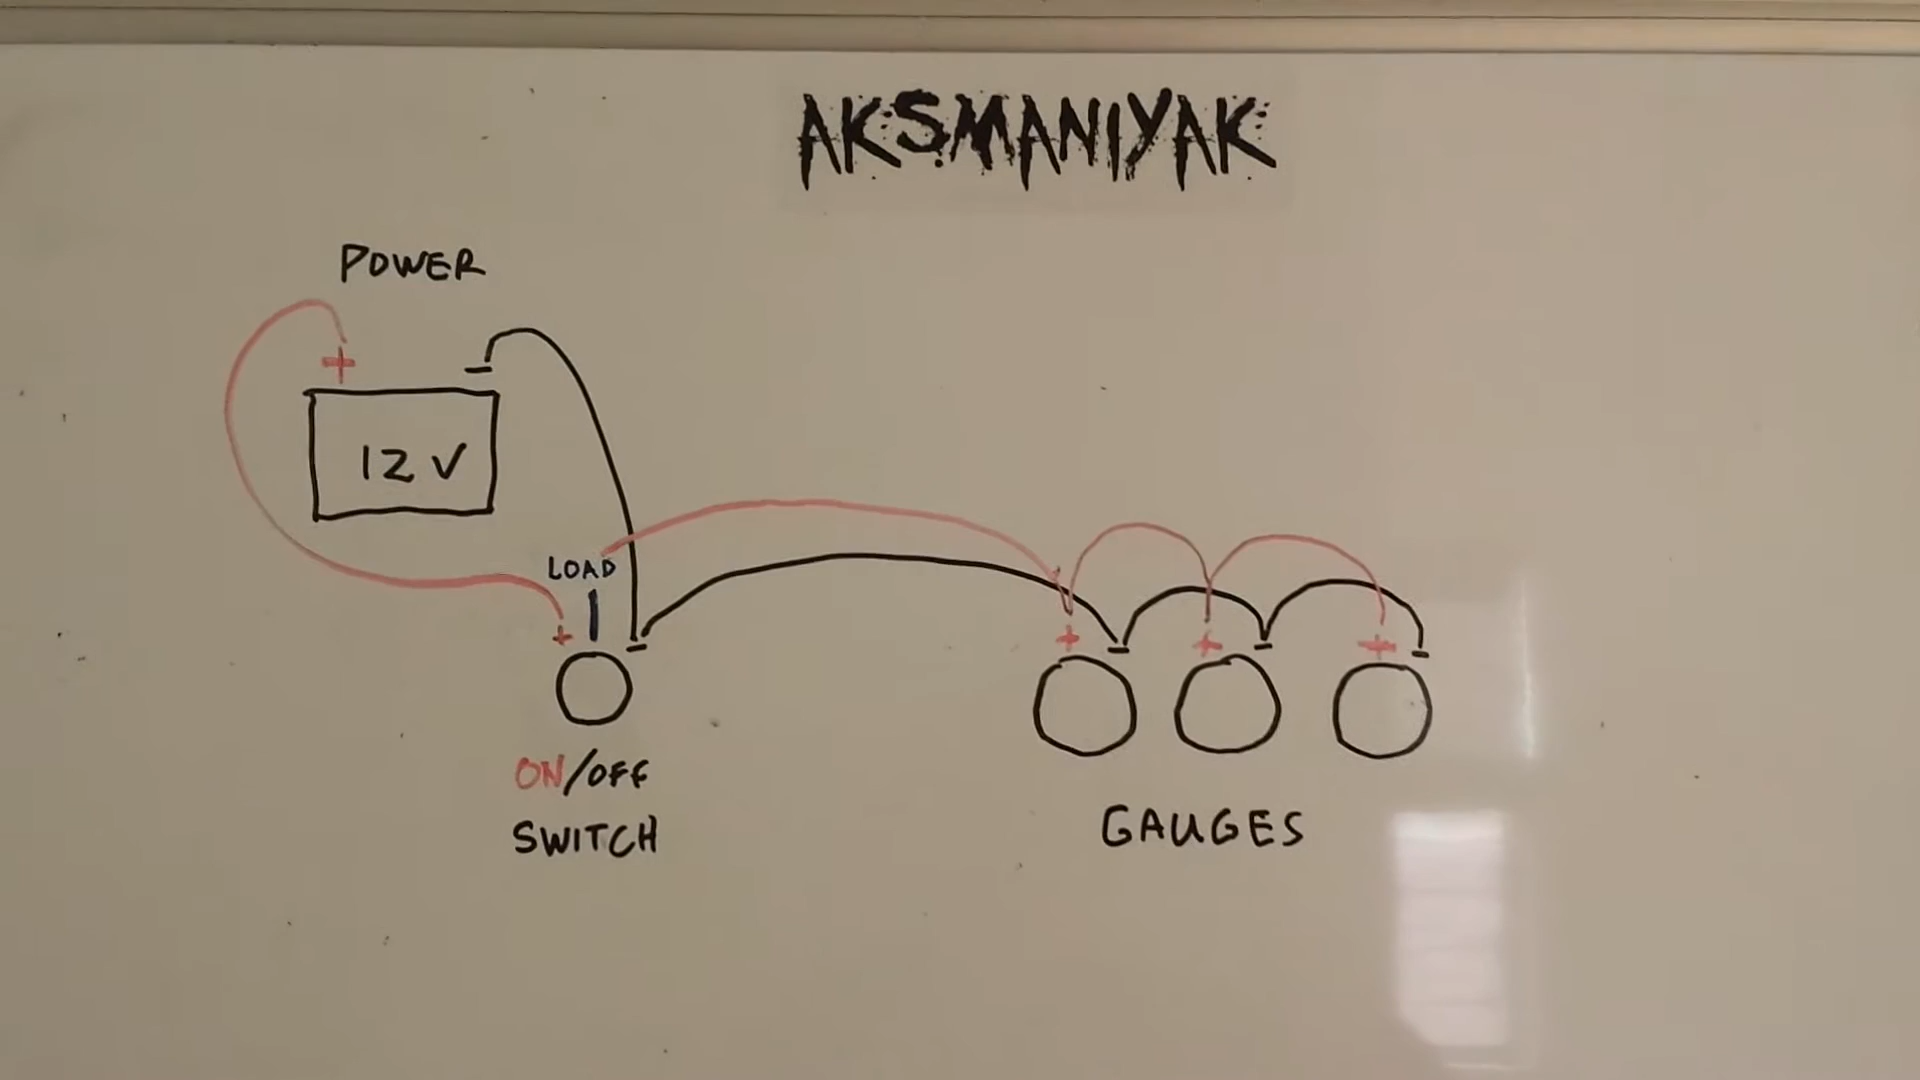 AKSMANIYAK
POWER
+ -
12 V
LOAD
+ -
+ - + - + -
ON/OFF
SWITCH
GAUGES